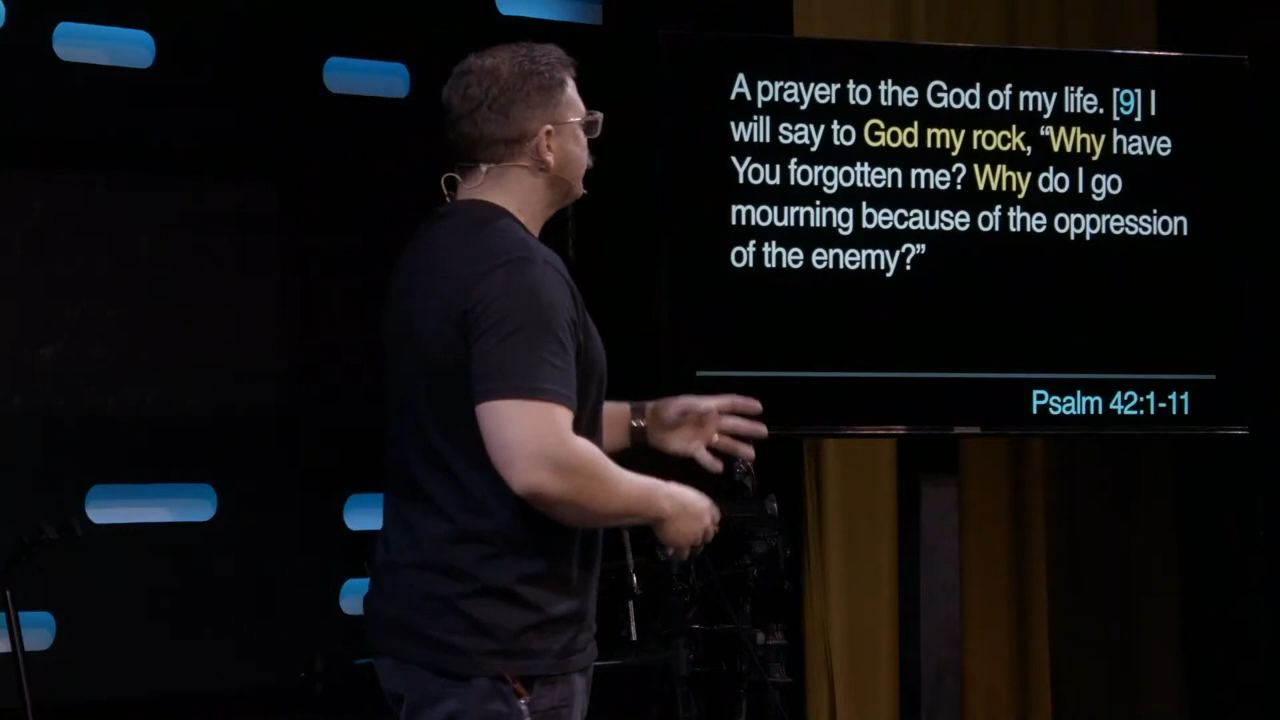 A prayer to the God of my life. [9] I
will say to God my rock, “Why have
You forgotten me? Why do I go
mourning because of the oppression
of the enemy?”
Psalm 42:1-11